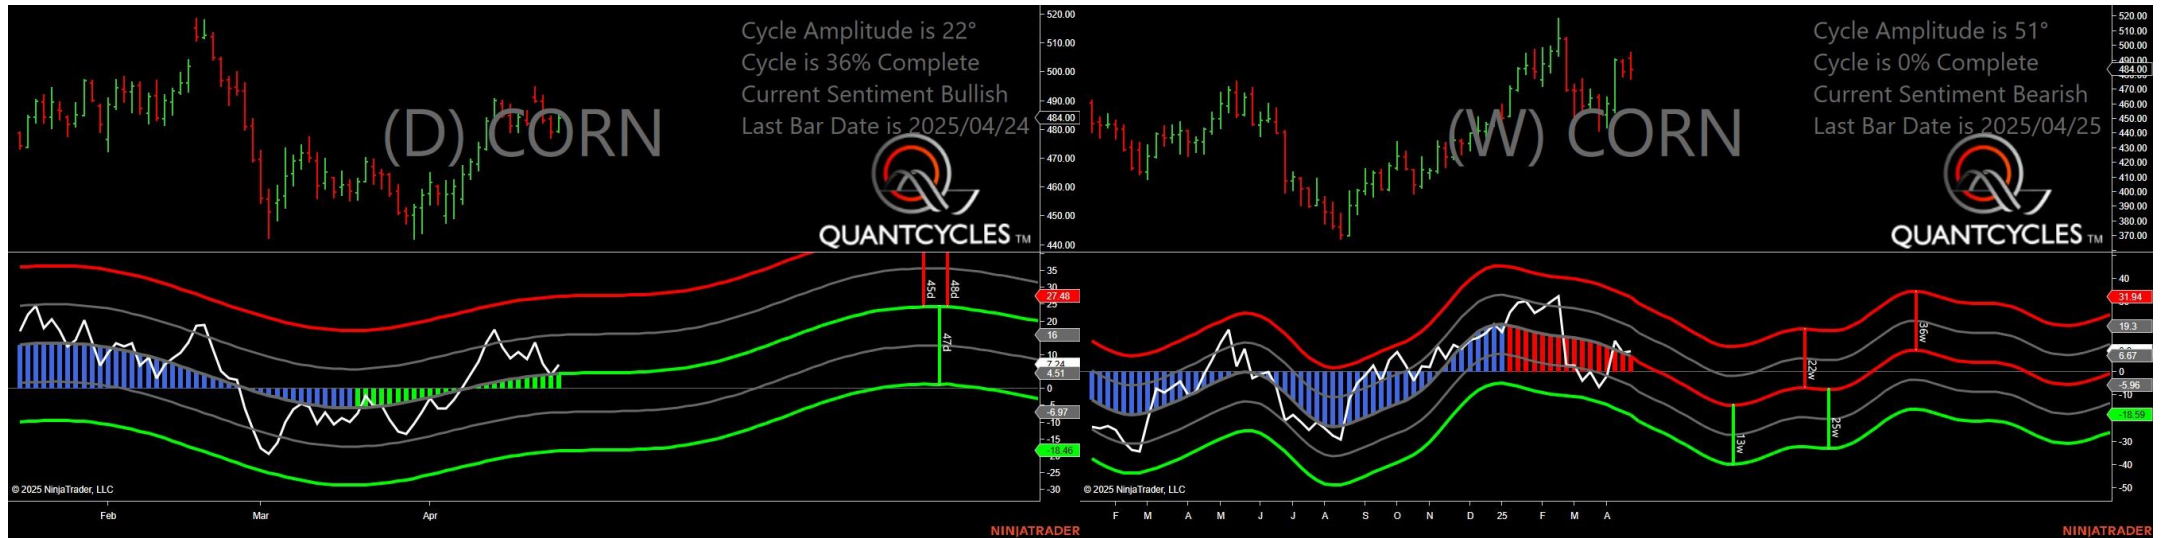 Cycle Amplitude is 22°
Cycle is 36% Complete
Current Sentiment Bullish
Last Bar Date is 2025/04/24
(D) CORN
QUANTCYCLES TM
520.00
510.00
500.00
490.00
484.00
480.00
470.00
460.00
450.00
440.00
45d
48d
47d
35
27.48
25
20
16
10
4.51
0
-6.97
-10
-15
-18.46
-25
-30
© 2025 NinjaTrader, LLC
Feb
Mar
Apr
NINJATRADER
Cycle Amplitude is 51°
Cycle is 0% Complete
Current Sentiment Bearish
Last Bar Date is 2025/04/25
(W) CORN
QUANTCYCLES TM
520.00
510.00
500.00
490.00
484.00
470.00
460.00
450.00
440.00
430.00
420.00
410.00
400.00
390.00
380.00
370.00
13w
22w
25w
36w
40
31.94
19.3
6.67
0
-5.96
-10
-18.59
-30
-40
-50
© 2025 NinjaTrader, LLC
F
M
A
M
J
J
A
S
O
N
D
25
F
M
A
NINJATRADER